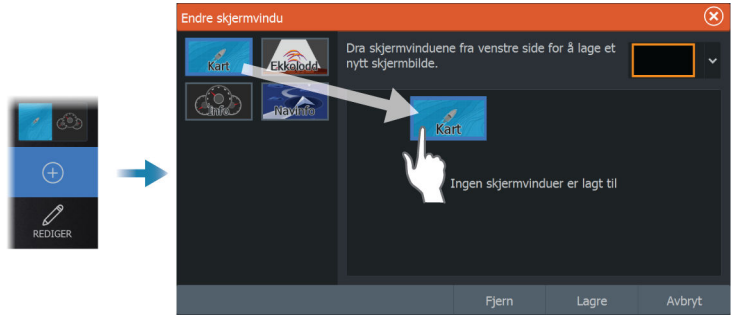 Endre skjermvindu
Kart
Ekkolodd
Info
Navinfo
Dra skjermvinduene fra venstre side for å lage et
nytt skjermbilde.
Kart
Ingen skjermvinduer er lagt til
REDIGER
Fjern
Lagre
Avbryt